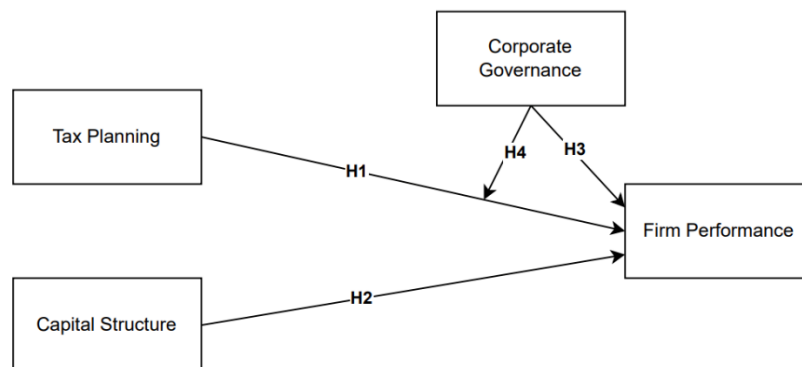 Corporate
Governance
Tax Planning
H1
H4
H3
Firm Performance
H2
Capital Structure